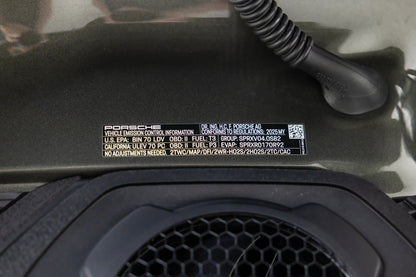 PORSCHE DR. ING. H.C. F. PORSCHE AG
VEHICLE EMISSION CONTROL INFORMATION CONFORMS TO REGULATIONS: 2025 MY
U.S. EPA: BIN 70 LDV OBD: II FUEL: T3 GROUP: SPRXV04.0S82
CALIFORNIA: ULEV 70 PC OBD: II FUEL: P3 EVAP: SPRXR0170R92
NO ADJUSTMENTS NEEDED. 2TWC/MAP/DFI/2WR-HO2S/2HO2S/2TC/CAC